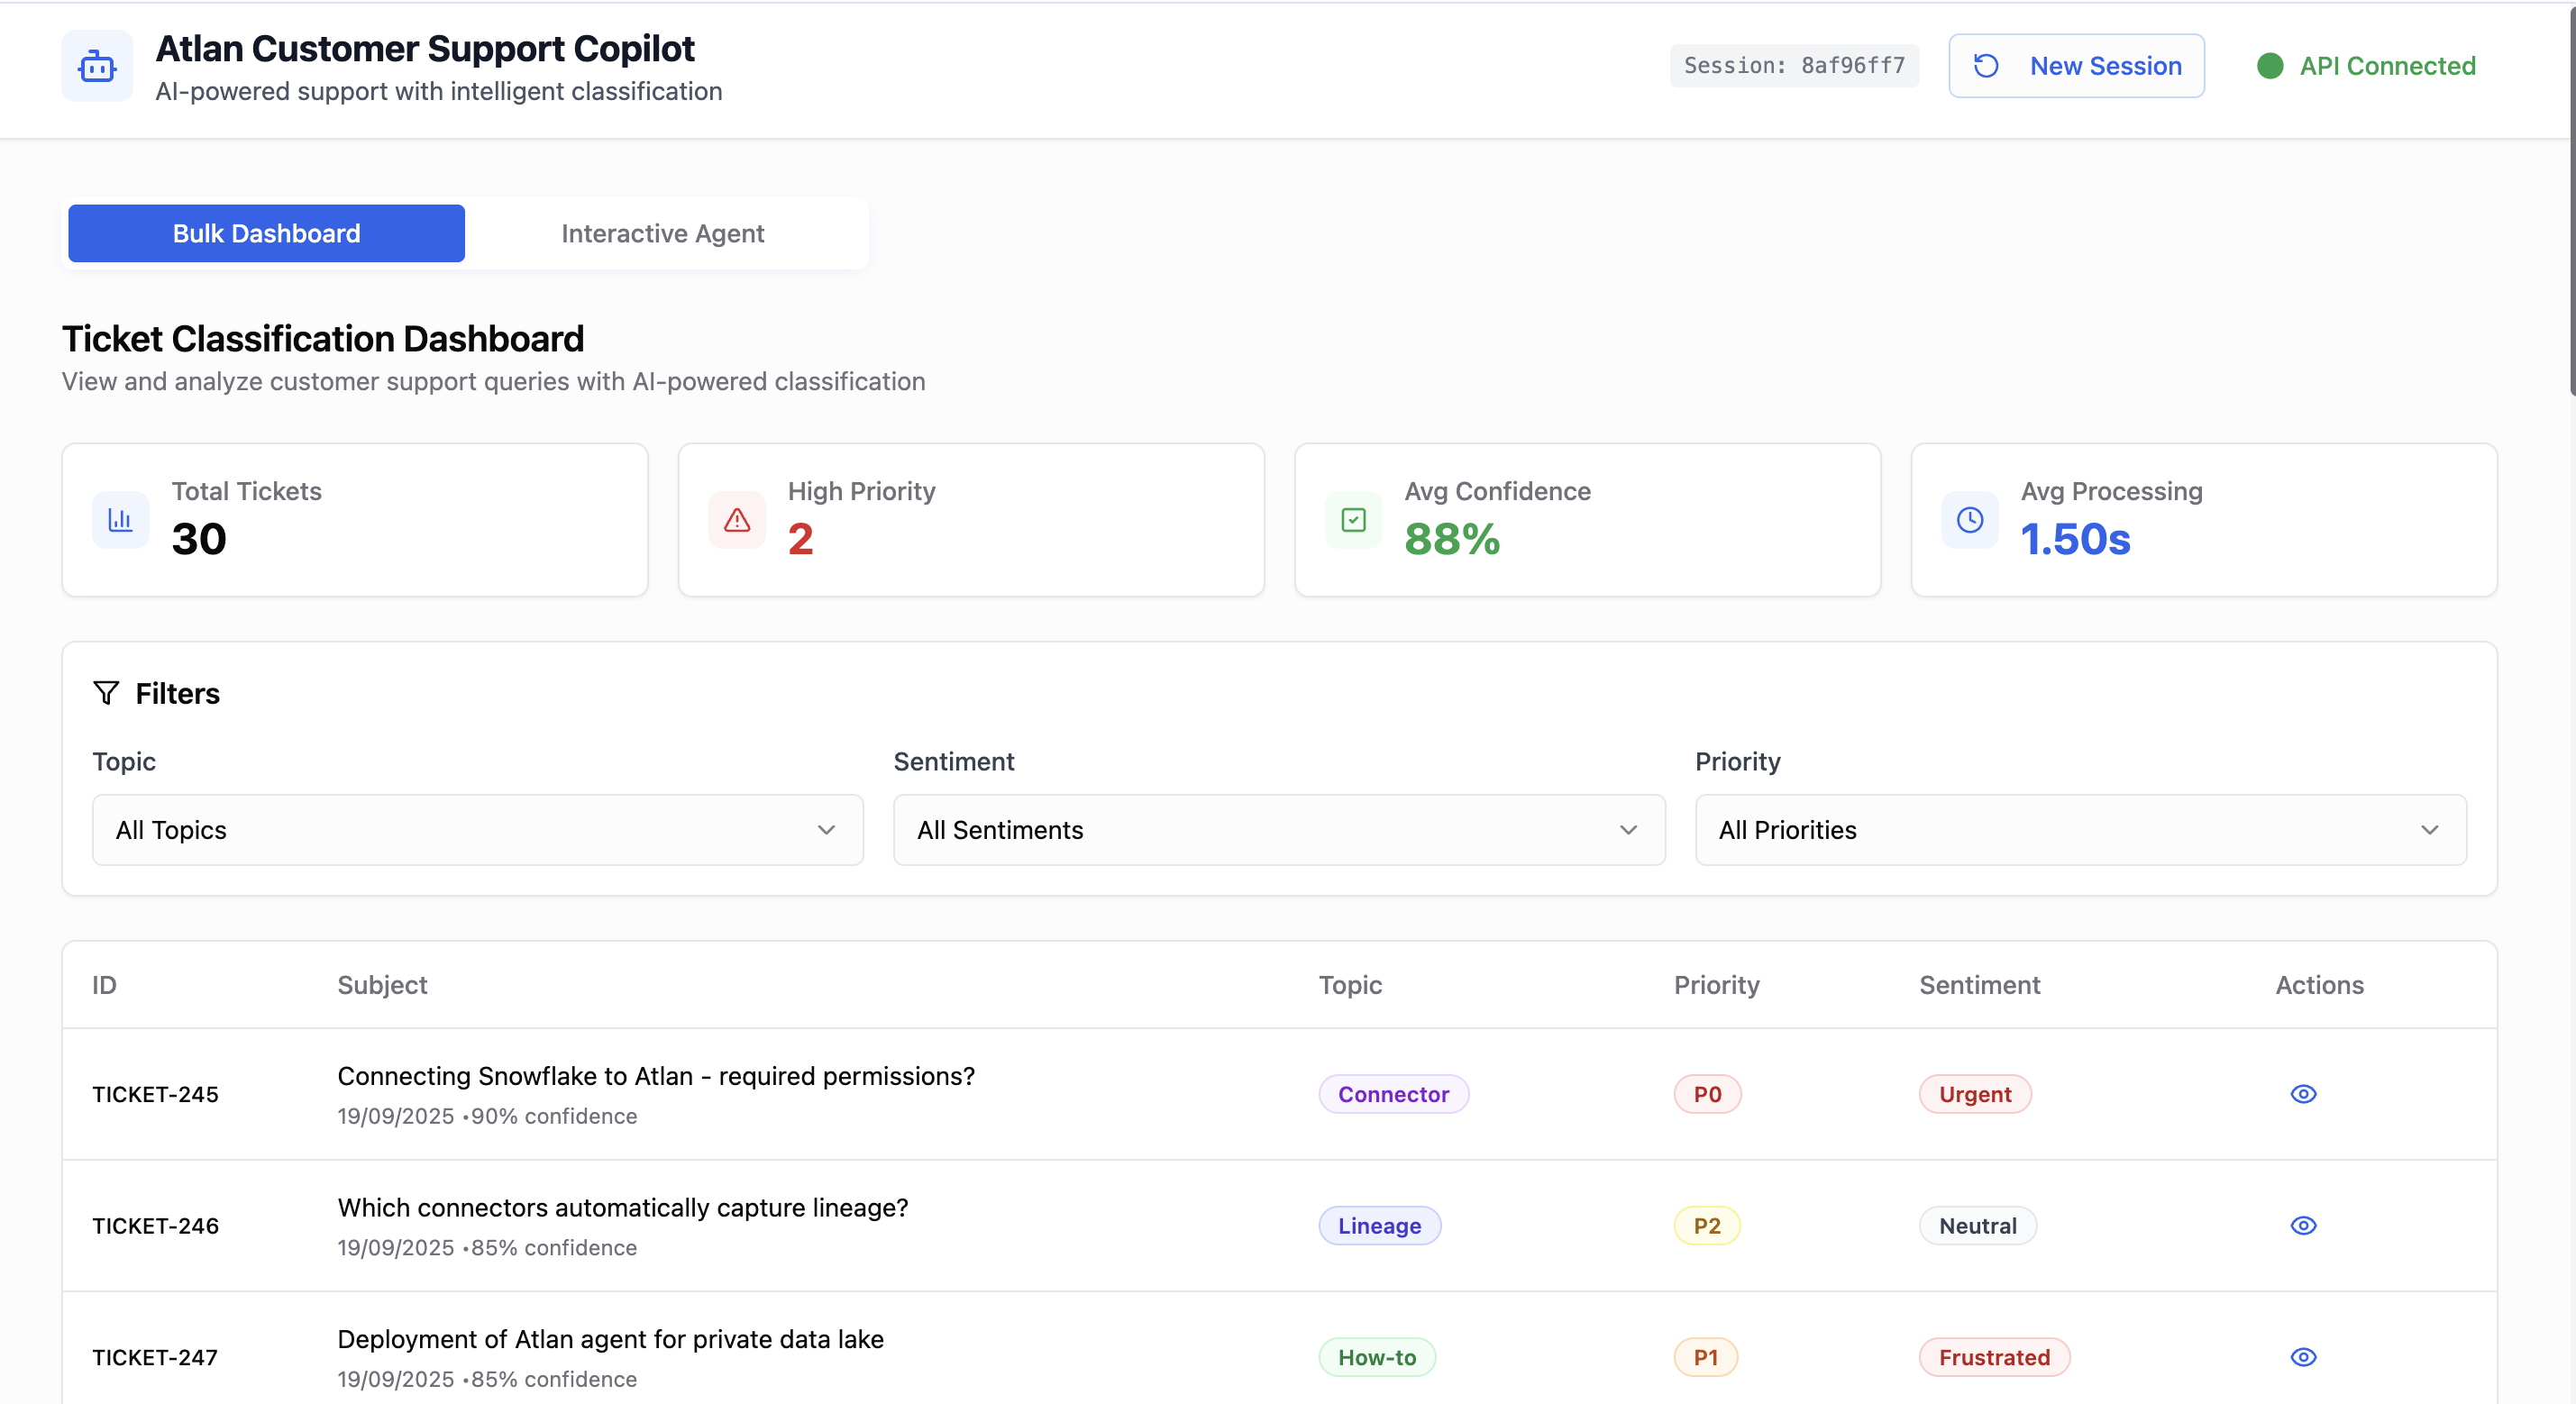 Atlan Customer Support Copilot
AI-powered support with intelligent classification
Session: 8af96ff7
New Session
API Connected
Bulk Dashboard
Interactive Agent
Ticket Classification Dashboard
View and analyze customer support queries with AI-powered classification
Total Tickets
30
High Priority
2
Avg Confidence
88%
Avg Processing
1.50s
Filters
Topic
All Topics
Sentiment
All Sentiments
Priority
All Priorities
ID Subject Topic Priority Sentiment Actions
TICKET-245
Connecting Snowflake to Atlan - required permissions?
19/09/2025 •90% confidence
Connector
P0
Urgent
TICKET-246
Which connectors automatically capture lineage?
19/09/2025 •85% confidence
Lineage
P2
Neutral
TICKET-247
Deployment of Atlan agent for private data lake
19/09/2025 •85% confidence
How-to
P1
Frustrated